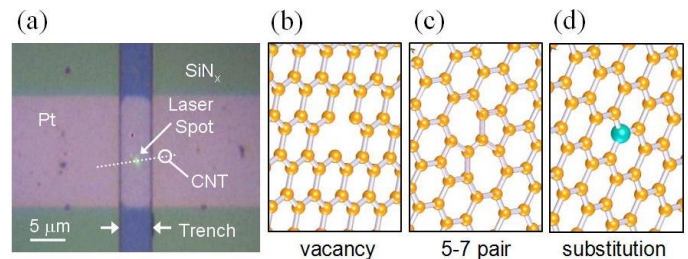 (a)
(b)
(c)
(d)
SiNₓ
Laser
Pt
Spot
CNT
5 μm
Trench
vacancy
5-7 pair
substitution